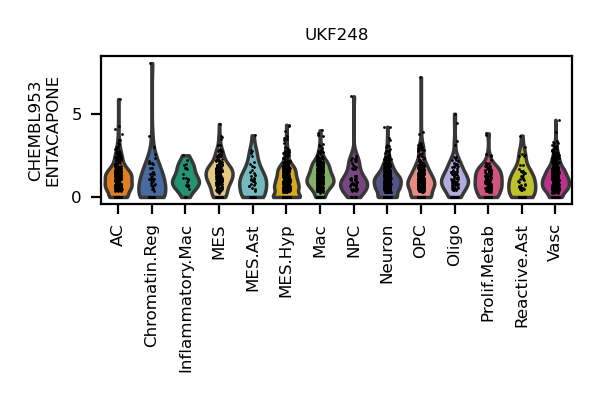 UKF248
CHEMBL953
ENTACAPONE
5
0
AC
Chromatin.Reg
Inflammatory.Mac
MES
MES.Ast
MES.Hyp
Mac
NPC
Neuron
OPC
Oligo
Prolif.Metab
Reactive.Ast
Vasc